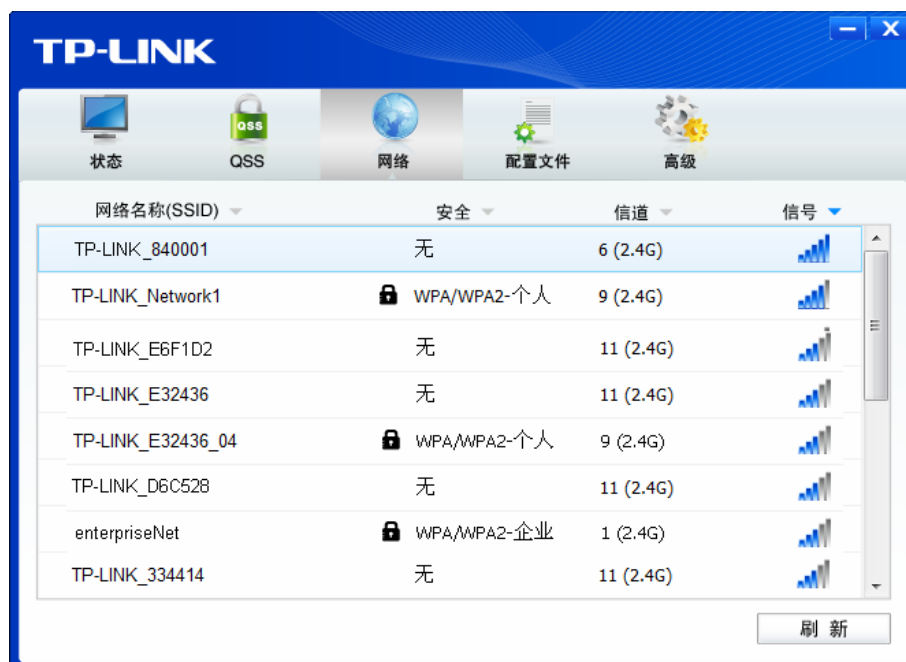 TP-LINK
QSS
状态 QSS 网络 配置文件 高级
网络名称(SSID) 安全 信道 信号
TP-LINK_840001 无 6 (2.4G)
TP-LINK_Network1 WPA/WPA2-个人 9 (2.4G)
TP-LINK_E6F1D2 无 11 (2.4G)
TP-LINK_E32436 无 11 (2.4G)
TP-LINK_E32436_04 WPA/WPA2-个人 9 (2.4G)
TP-LINK_D6C528 无 11 (2.4G)
enterpriseNet WPA/WPA2-企业 1 (2.4G)
TP-LINK_334414 无 11 (2.4G)
刷 新